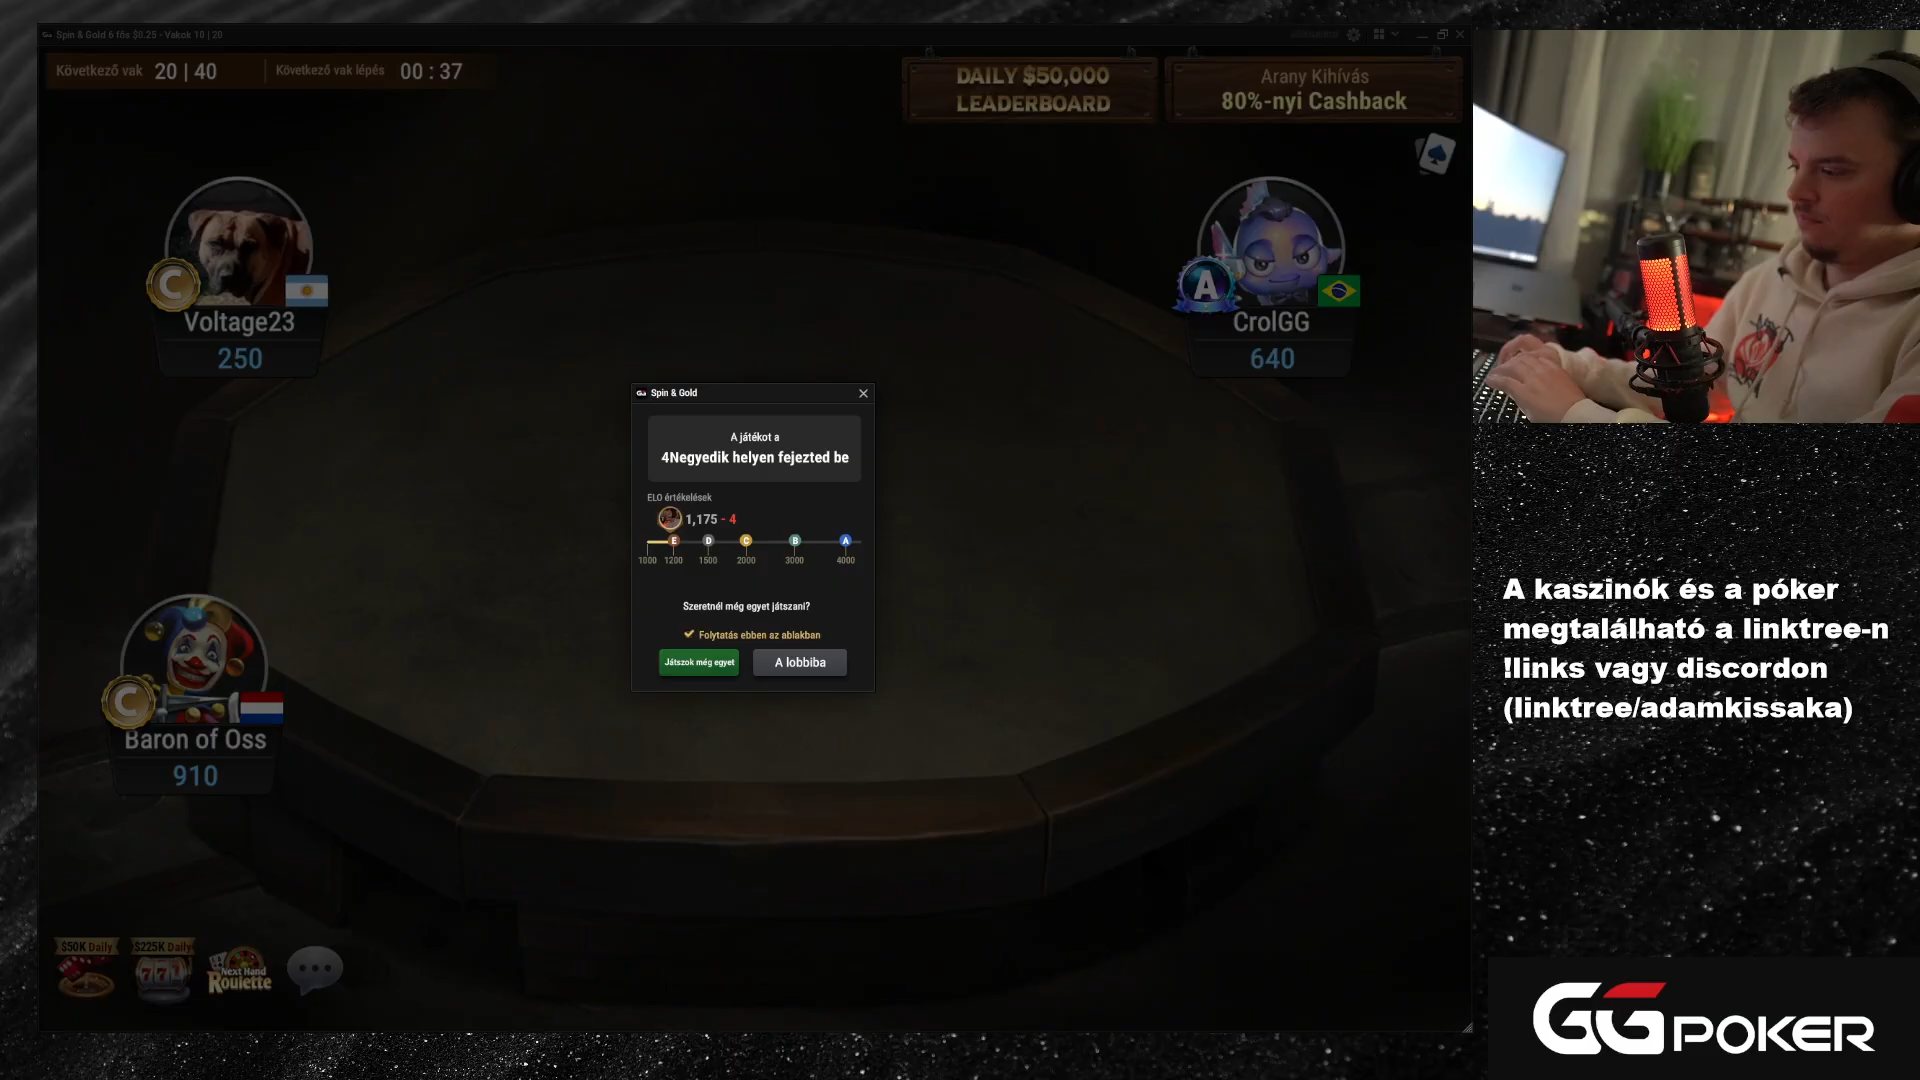 Spin & Gold 6 fős $0.25 - Vakok 10 | 20
Következő vak 20 | 40
Következő vak lépés 00 : 37
DAILY $50,000
LEADERBOARD
Arany Kihívás
80%-nyi Cashback
C
Voltage23
250
A
CrolGG
640
Spin & Gold
A játékot a
4Negyedik helyen fejezted be
ELO értékelések
1,175 - 4
E D C B A
1000 1200 1500 2000 3000 4000
Szeretnél még egyet játszani?
Folytatás ebben az ablakban
Játszok még egyet
A lobbiba
C
Baron of Oss
910
$50K Daily
$225K Daily
777
Next Hand
Roulette
A kaszinók és a póker
megtalálható a linktree-n
!links vagy discordon
(linktree/adamkissaka)
GGPOKER